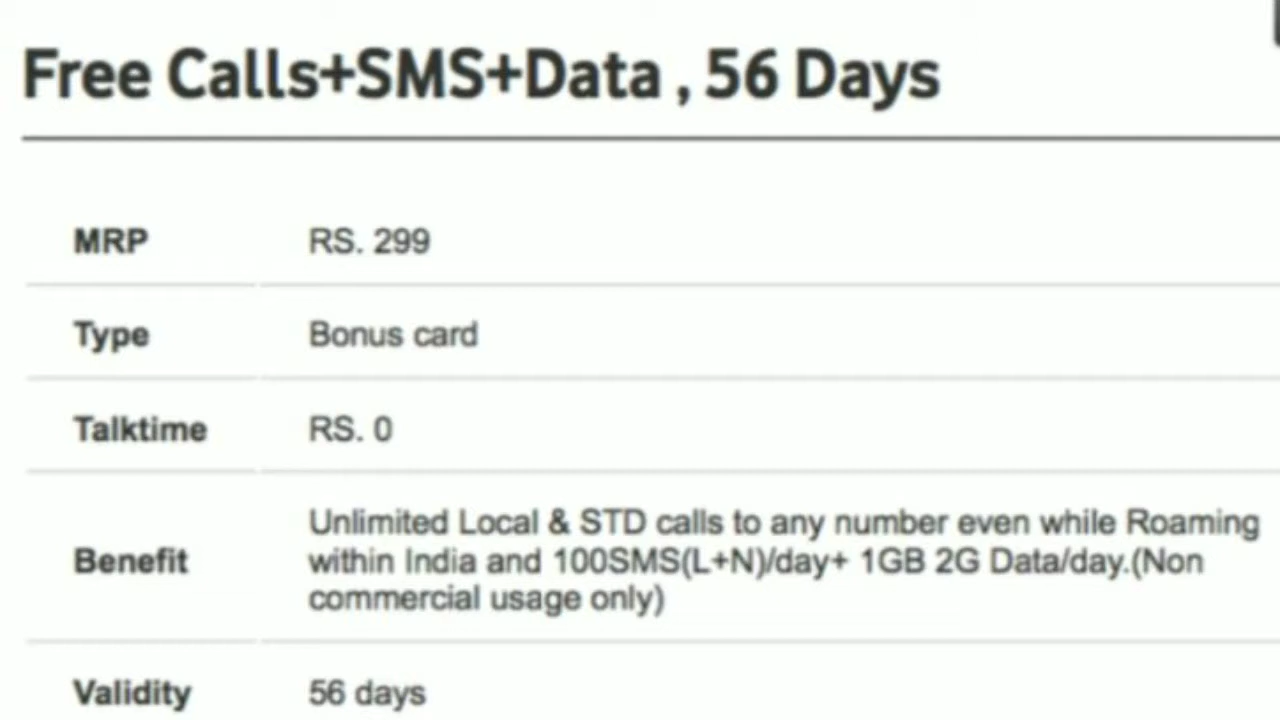 Free Calls+SMS+Data , 56 Days
MRP RS. 299
Type Bonus card
Talktime RS. 0
Benefit Unlimited Local & STD calls to any number even while Roaming
within India and 100SMS(L+N)/day+ 1GB 2G Data/day.(Non
commercial usage only)
Validity 56 days